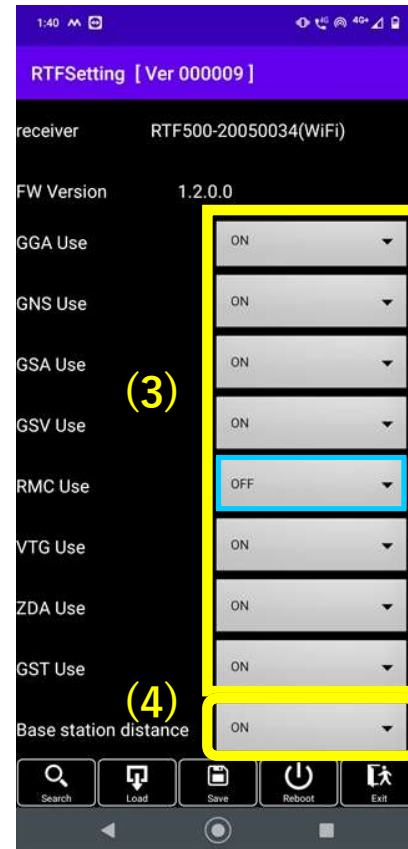 1:40
4G 4G+
RTFSetting [ Ver 000009 ]
receiver RTF500-20050034(WiFi)
FW Version 1.2.0.0
GGA Use ON
GNS Use ON
GSA Use ON
(3)
GSV Use ON
RMC Use OFF
VTG Use ON
ZDA Use ON
GST Use ON
(4)
Base station distance ON
Search Load Save Reboot Exit